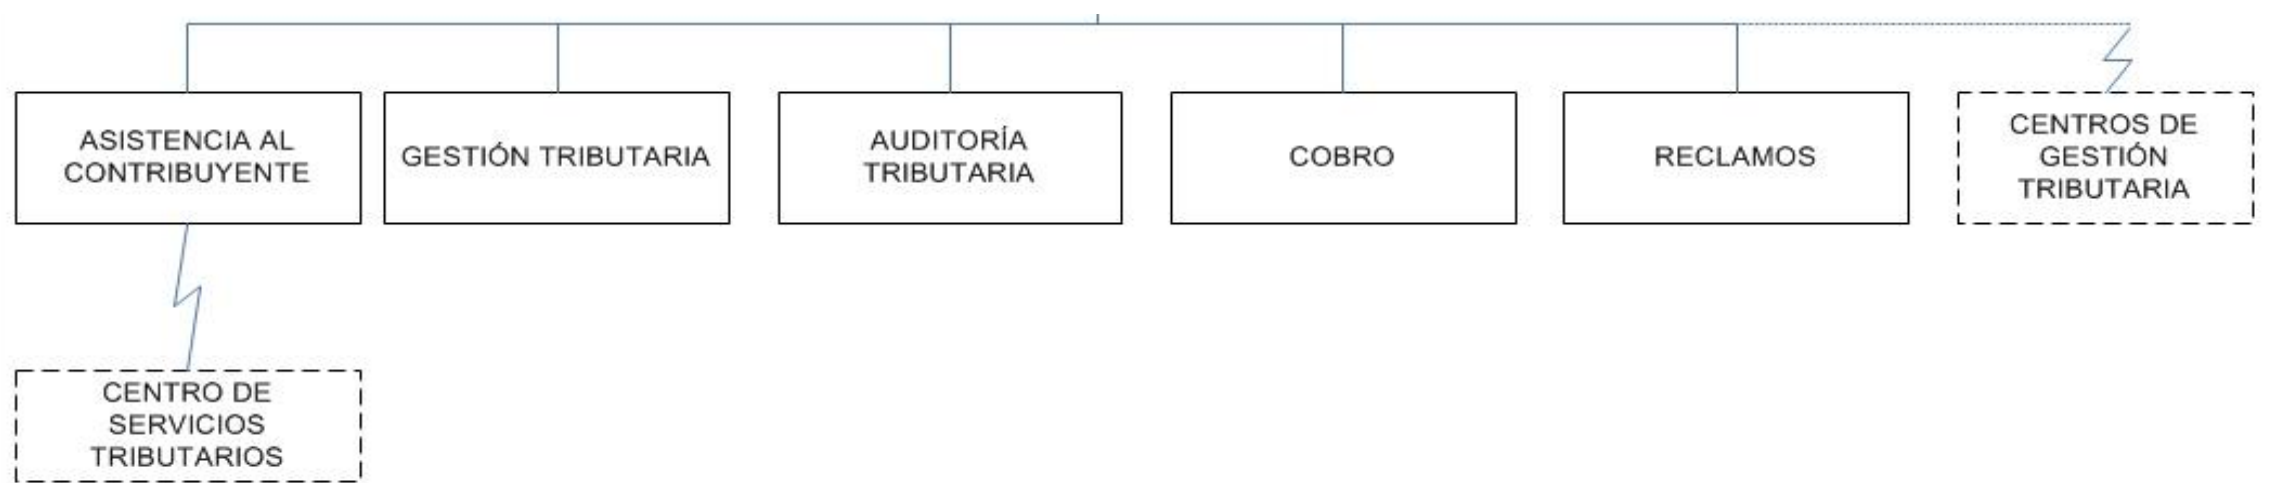 ASISTENCIA AL
CONTRIBUYENTE
GESTIÓN TRIBUTARIA
AUDITORÍA
TRIBUTARIA
COBRO
RECLAMOS
CENTROS DE
GESTIÓN
TRIBUTARIA
CENTRO DE
SERVICIOS
TRIBUTARIOS